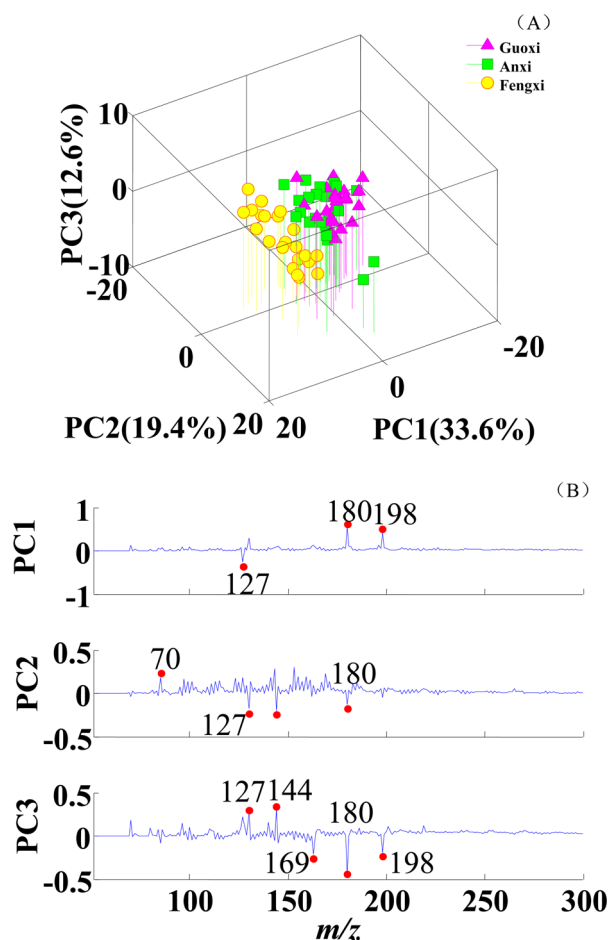 （A）
Guoxi
Anxi
Fengxi
10
0
-10
PC3(12.6%)
-20
0
20
PC2(19.4%)
20
0
-20
PC1(33.6%)
（B）
1
0
-1
PC1
180
198
127
0.5
0
-0.5
PC2
70
180
127
0.5
0
-0.5
PC3
127
144
180
169
198
100
150
200
250
300
m/z